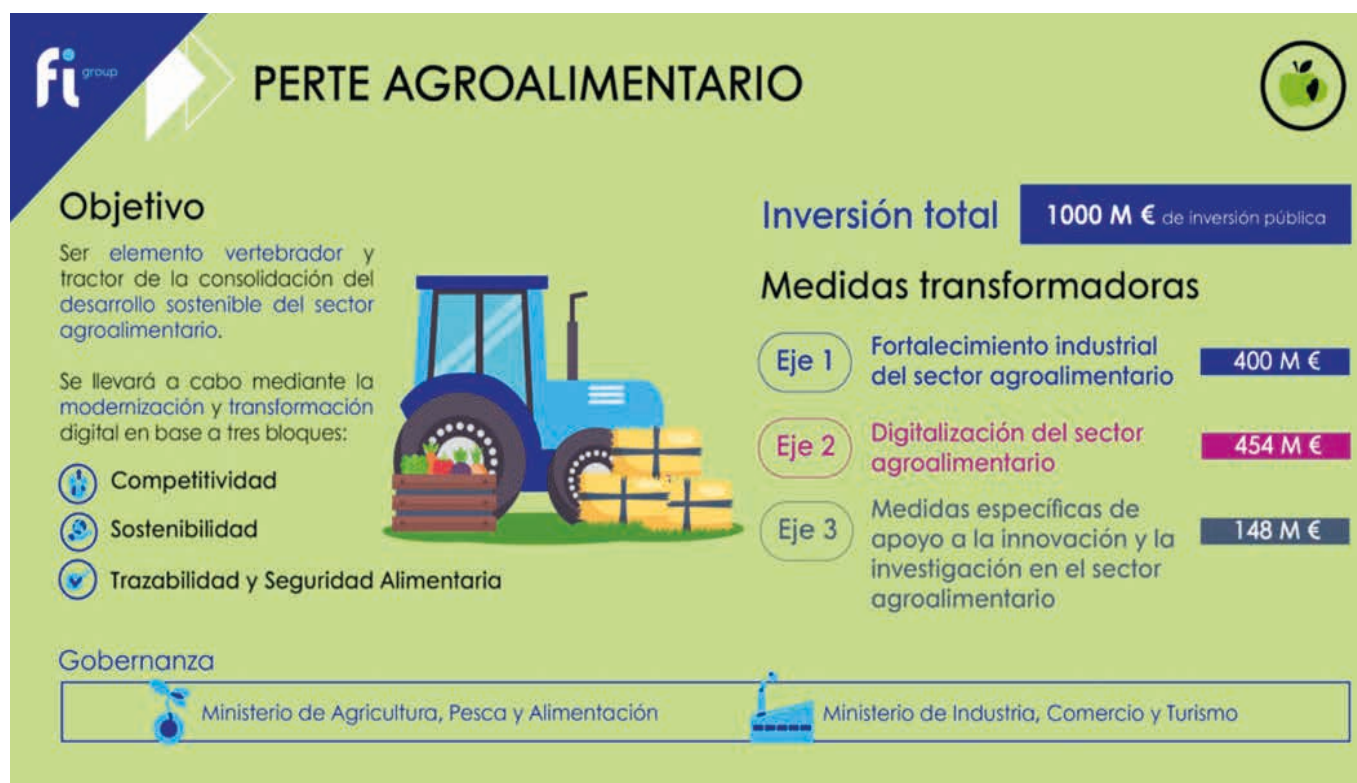 fi group
PERTE AGROALIMENTARIO
Objetivo
Ser elemento vertebrador y
tractor de la consolidación del
desarrollo sostenible del sector
agroalimentario.
Se llevará a cabo mediante la
modernización y transformación
digital en base a tres bloques:
Competitividad
Sostenibilidad
Trazabilidad y Seguridad Alimentaria
Inversión total
1000 M € de inversión pública
Medidas transformadoras
Eje 1
Fortalecimiento industrial
del sector agroalimentario
400 M €
Eje 2
Digitalización del sector
agroalimentario
454 M €
Eje 3
Medidas específicas de
apoyo a la innovación y la
investigación en el sector
agroalimentario
148 M €
Gobernanza
Ministerio de Agricultura, Pesca y Alimentación
Ministerio de Industria, Comercio y Turismo